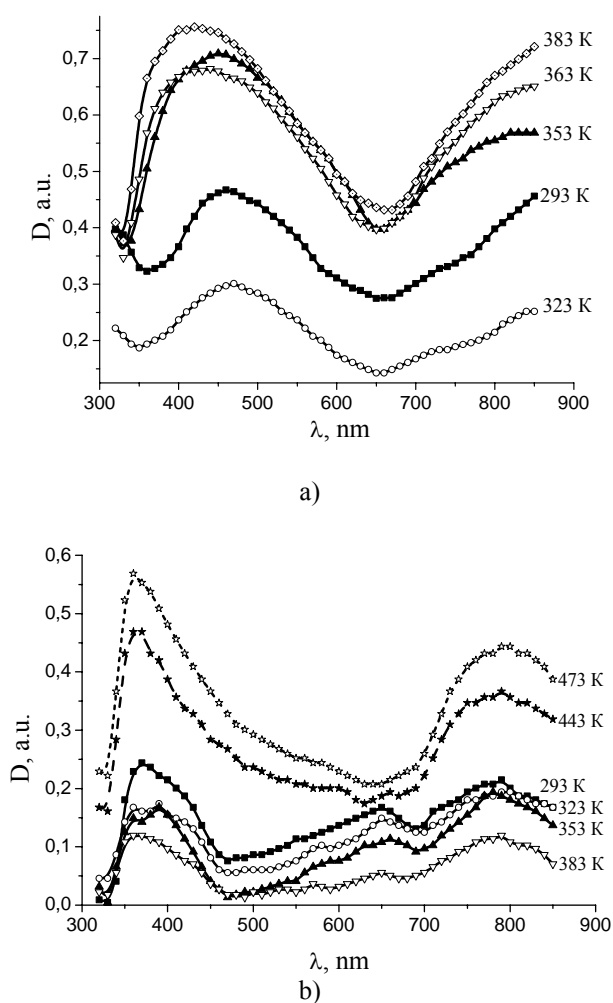 0,7
0,6
0,5
0,4
0,3
0,2
D, a.u.
383 K
363 K
353 K
293 K
323 K
300 400 500 600 700 800 900
λ, nm
a)
0,6
0,5
0,4
0,3
0,2
0,1
0,0
D, a.u.
473 K
443 K
293 K
323 K
353 K
383 K
300 400 500 600 700 800 900
λ, nm
b)